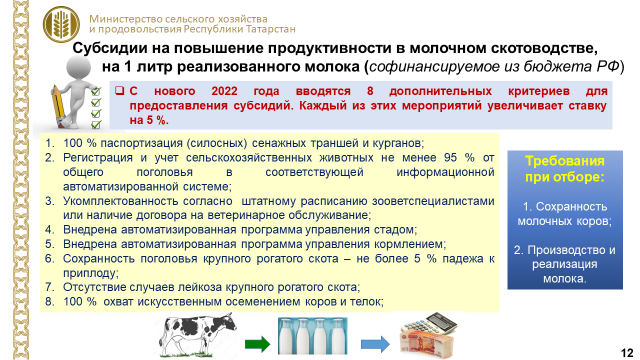 Министерство сельского хозяйства
и продовольствия Республики Татарстан
Субсидии на повышение продуктивности в молочном скотоводстве,
на 1 литр реализованного молока (софинансируемое из бюджета РФ)
❑ С нового 2022 года вводятся 8 дополнительных критериев для
предоставления субсидий. Каждый из этих мероприятий увеличивает ставку
на 5 %.
1. 100 % паспортизация (силосных) сенажных траншей и курганов;
2. Регистрация и учет сельскохозяйственных животных не менее 95 % от
общего поголовья в соответствующей информационной
автоматизированной системе;
3. Укомплектованность согласно штатному расписанию зооветспециалистами
или наличие договора на ветеринарное обслуживание;
4. Внедрена автоматизированная программа управления стадом;
5. Внедрена автоматизированная программа управления кормлением;
6. Сохранность поголовья крупного рогатого скота – не более 5 % падежа к
приплоду;
7. Отсутствие случаев лейкоза крупного рогатого скота;
8. 100 % охват искусственным осеменением коров и телок;
Требования
при отборе:
1. Сохранность
молочных коров;
2. Производство и
реализация
молока.
12